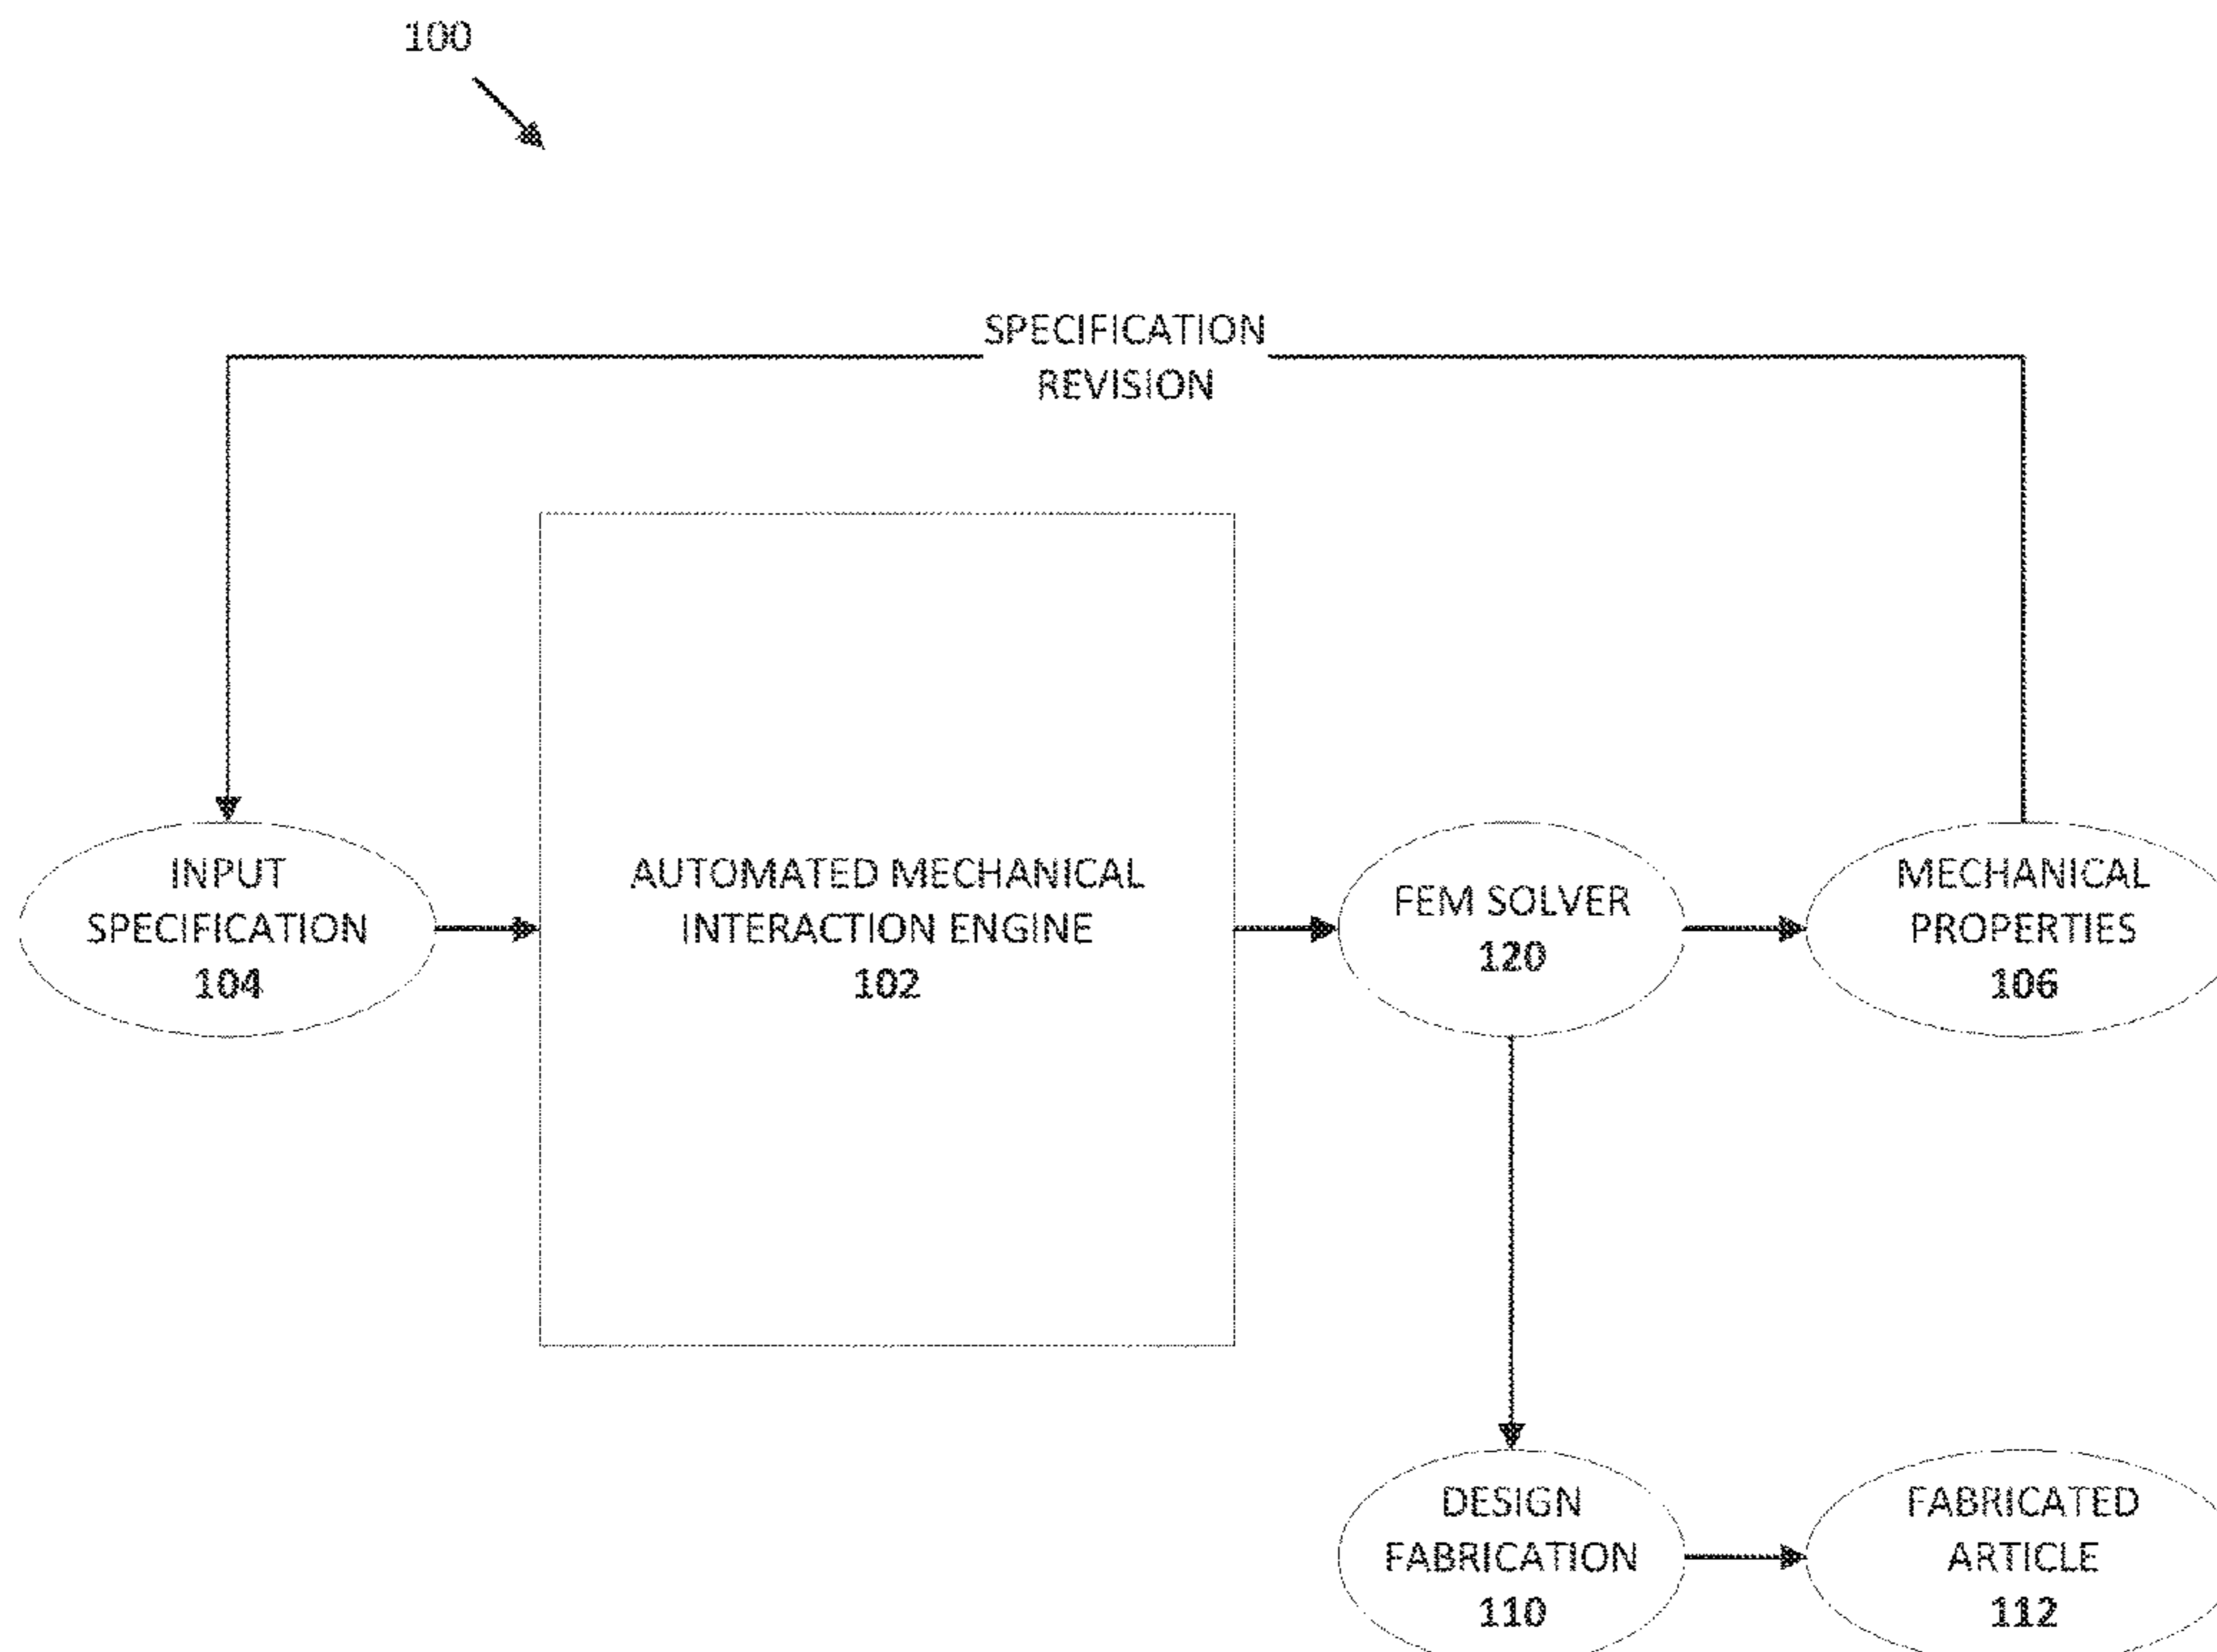 100
SPECIFICATION
REVISION
INPUT
SPECIFICATION
104
AUTOMATED MECHANICAL
INTERACTION ENGINE
102
FEM SOLVER
120
MECHANICAL
PROPERTIES
106
DESIGN
FABRICATION
110
FABRICATED
ARTICLE
112